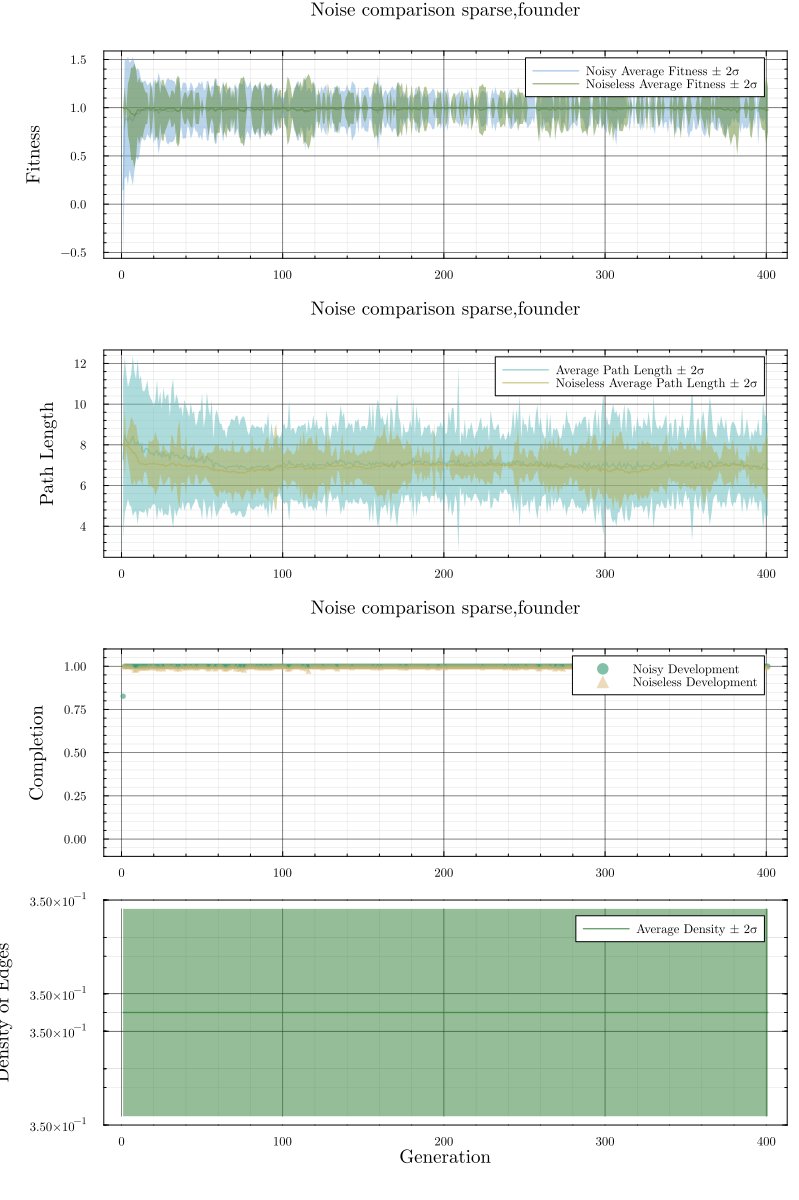 Noise comparison sparse,founder
1.5
1.0
0.5
0.0
−0.5
Fitness
Noisy Average Fitness ± 2σ
Noiseless Average Fitness ± 2σ
0 100 200 300 400
Noise comparison sparse,founder
12
10
8
6
4
Path Length
Average Path Length ± 2σ
Noiseless Average Path Length ± 2σ
0 100 200 300 400
Noise comparison sparse,founder
1.00
0.75
0.50
0.25
0.00
Completion
Noisy Development
Noiseless Development
0 100 200 300 400
3.50×10⁻¹
3.50×10⁻¹
3.50×10⁻¹
3.50×10⁻¹
Density of Edges
Average Density ± 2σ
0 100 200 300 400
Generation